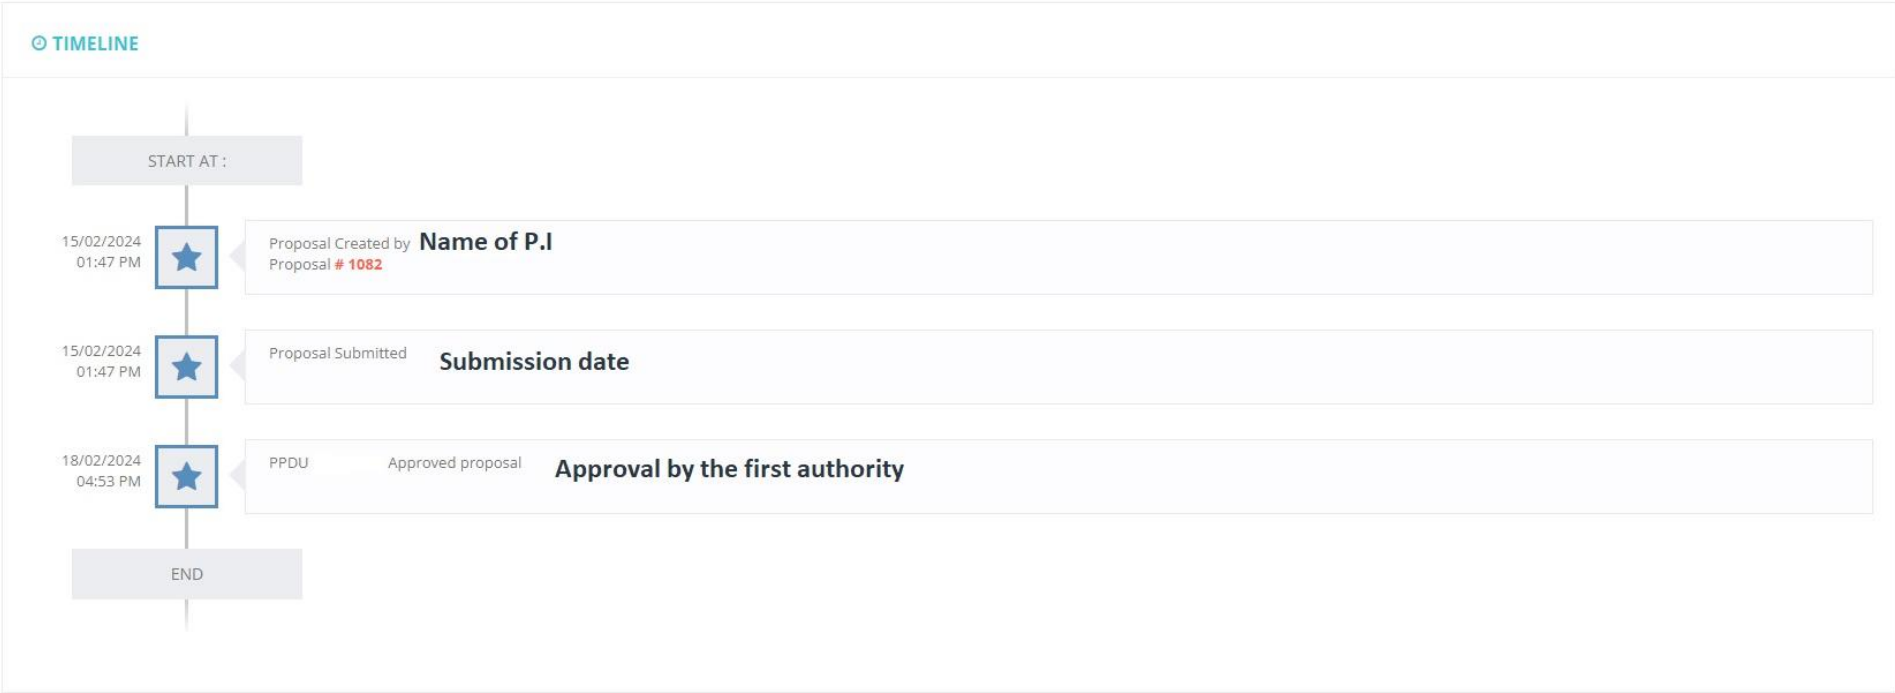 TIMELINE
START AT :
15/02/2024
01:47 PM
Proposal Created by Name of P.I
Proposal # 1082
15/02/2024
01:47 PM
Proposal Submitted Submission date
18/02/2024
04:53 PM
PPDU Approved proposal Approval by the first authority
END